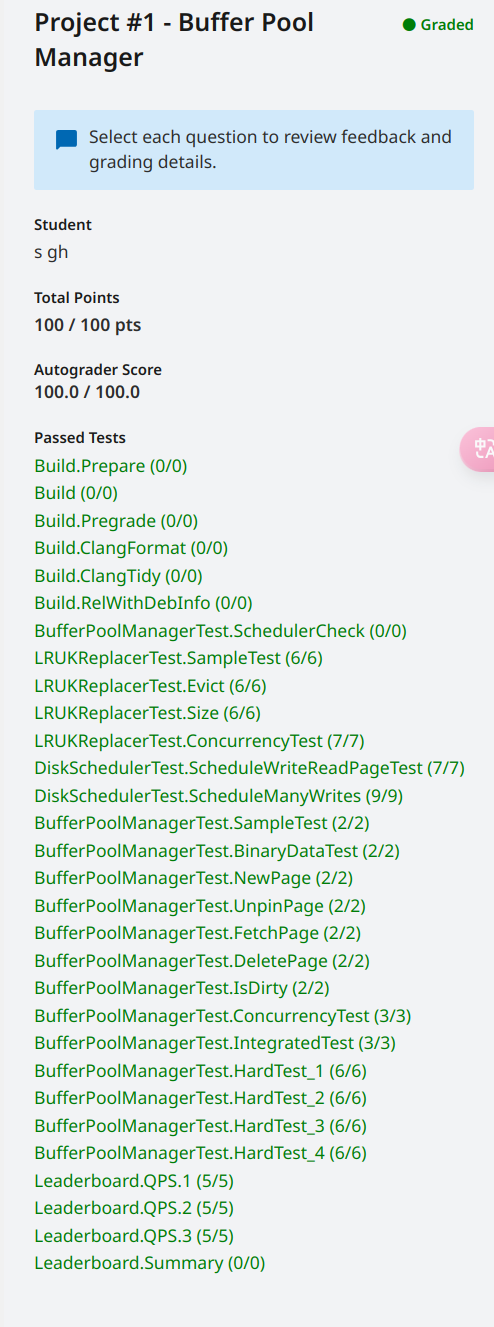 Project #1 - Buffer Pool
Manager
Graded
Select each question to review feedback and
grading details.
Student
s gh
Total Points
100 / 100 pts
Autograder Score
100.0 / 100.0
Passed Tests
Build.Prepare (0/0)
Build (0/0)
Build.Pregrade (0/0)
Build.ClangFormat (0/0)
Build.ClangTidy (0/0)
Build.RelWithDebInfo (0/0)
BufferPoolManagerTest.SchedulerCheck (0/0)
LRUKReplacerTest.SampleTest (6/6)
LRUKReplacerTest.Evict (6/6)
LRUKReplacerTest.Size (6/6)
LRUKReplacerTest.ConcurrencyTest (7/7)
DiskSchedulerTest.ScheduleWriteReadPageTest (7/7)
DiskSchedulerTest.ScheduleManyWrites (9/9)
BufferPoolManagerTest.SampleTest (2/2)
BufferPoolManagerTest.BinaryDataTest (2/2)
BufferPoolManagerTest.NewPage (2/2)
BufferPoolManagerTest.UnpinPage (2/2)
BufferPoolManagerTest.FetchPage (2/2)
BufferPoolManagerTest.DeletePage (2/2)
BufferPoolManagerTest.IsDirty (2/2)
BufferPoolManagerTest.ConcurrencyTest (3/3)
BufferPoolManagerTest.IntegratedTest (3/3)
BufferPoolManagerTest.HardTest_1 (6/6)
BufferPoolManagerTest.HardTest_2 (6/6)
BufferPoolManagerTest.HardTest_3 (6/6)
BufferPoolManagerTest.HardTest_4 (6/6)
Leaderboard.QPS.1 (5/5)
Leaderboard.QPS.2 (5/5)
Leaderboard.QPS.3 (5/5)
Leaderboard.Summary (0/0)